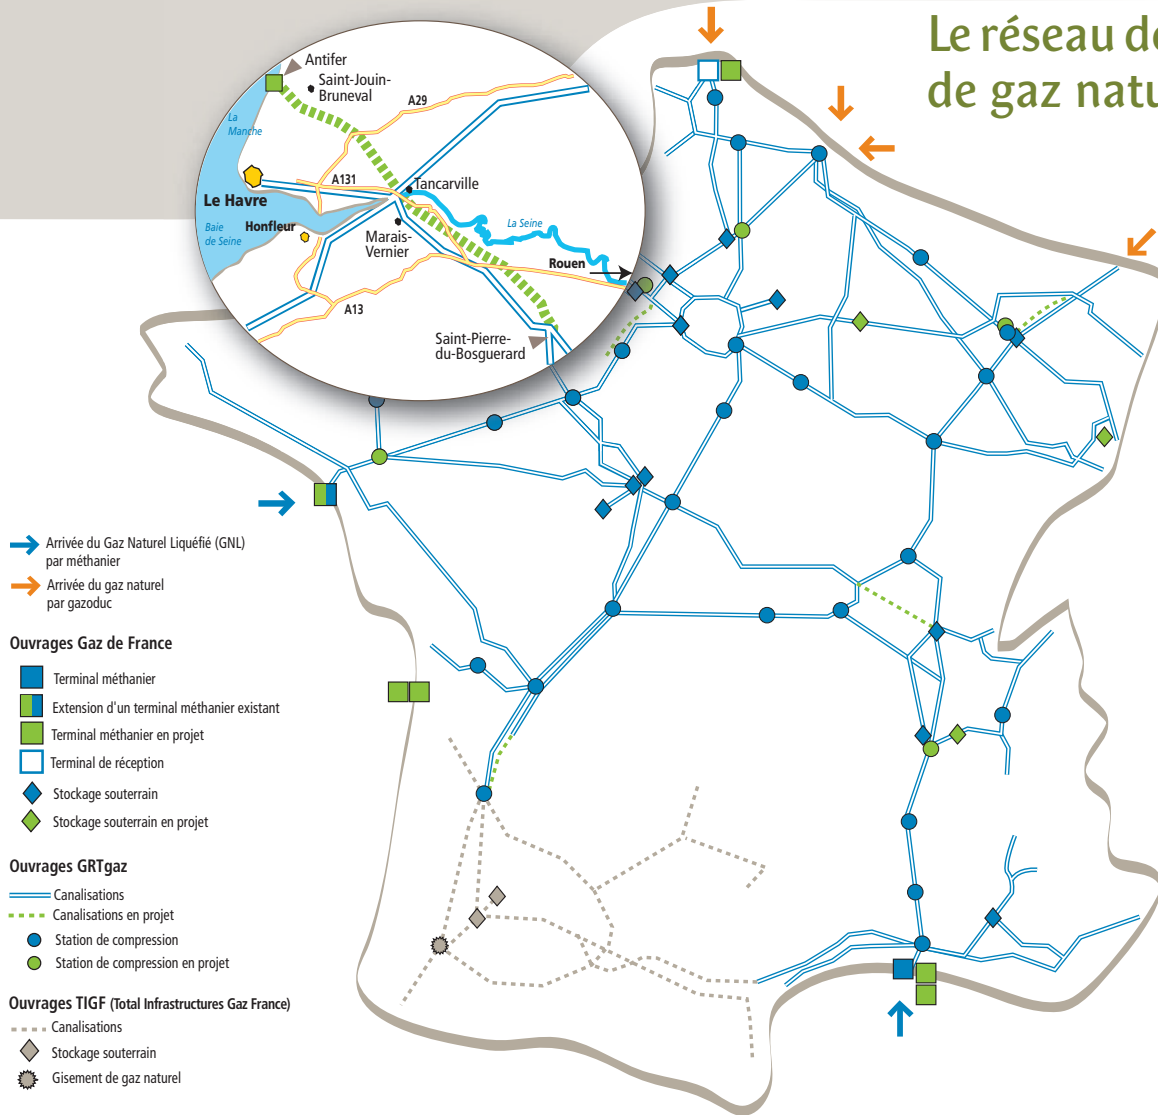 Le réseau de
de gaz natu
Antifer
Saint-Jouin-
Bruneval
La
Manche
A29
A131
Le Havre
Tancarville
Baie
de Seine
Honfleur
La Seine
Marais-
Vernier
Rouen
A13
Saint-Pierre-
du-Bosguerard
Arrivée du Gaz Naturel Liquéfié (GNL)
par méthanier
Arrivée du gaz naturel
par gazoduc
Ouvrages Gaz de France
Terminal méthanier
Extension d'un terminal méthanier existant
Terminal méthanier en projet
Terminal de réception
Stockage souterrain
Stockage souterrain en projet
Ouvrages GRTgaz
Canalisations
Canalisations en projet
Station de compression
Station de compression en projet
Ouvrages TIGF (Total Infrastructures Gaz France)
Canalisations
Stockage souterrain
Gisement de gaz naturel